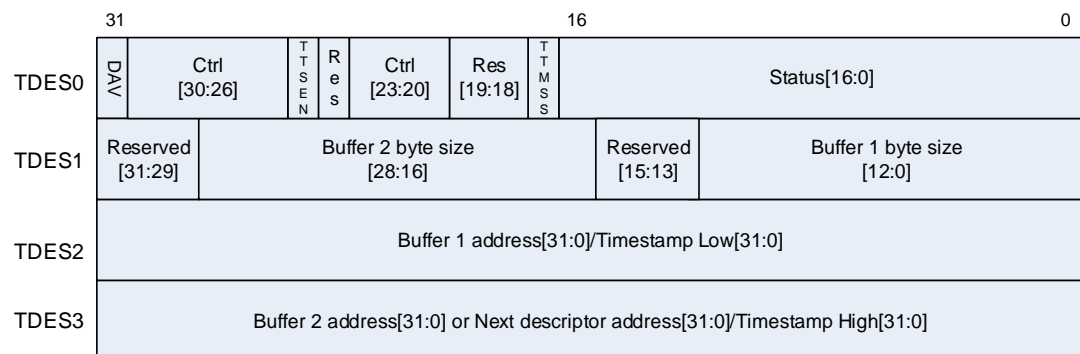 31 16 0
TDES0 DAV Ctrl [30:26] TTSEN Res Ctrl [23:20] Res [19:18] TTMSS Status[16:0]
TDES1 Reserved [31:29] Buffer 2 byte size [28:16] Reserved [15:13] Buffer 1 byte size [12:0]
TDES2 Buffer 1 address[31:0]/Timestamp Low[31:0]
TDES3 Buffer 2 address[31:0] or Next descriptor address[31:0]/Timestamp High[31:0]